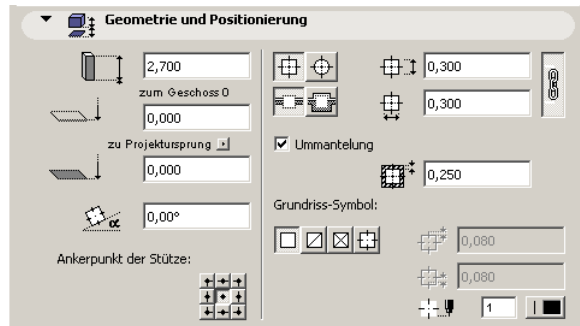 Geometrie und Positionierung
2,700
zum Geschoss 0
0,000
zu Projektursprung
0,000
0,00°
α
Ankerpunkt der Stütze:
0,300
0,300
Ummantelung
0,250
Grundriss-Symbol:
0,080
0,080
1